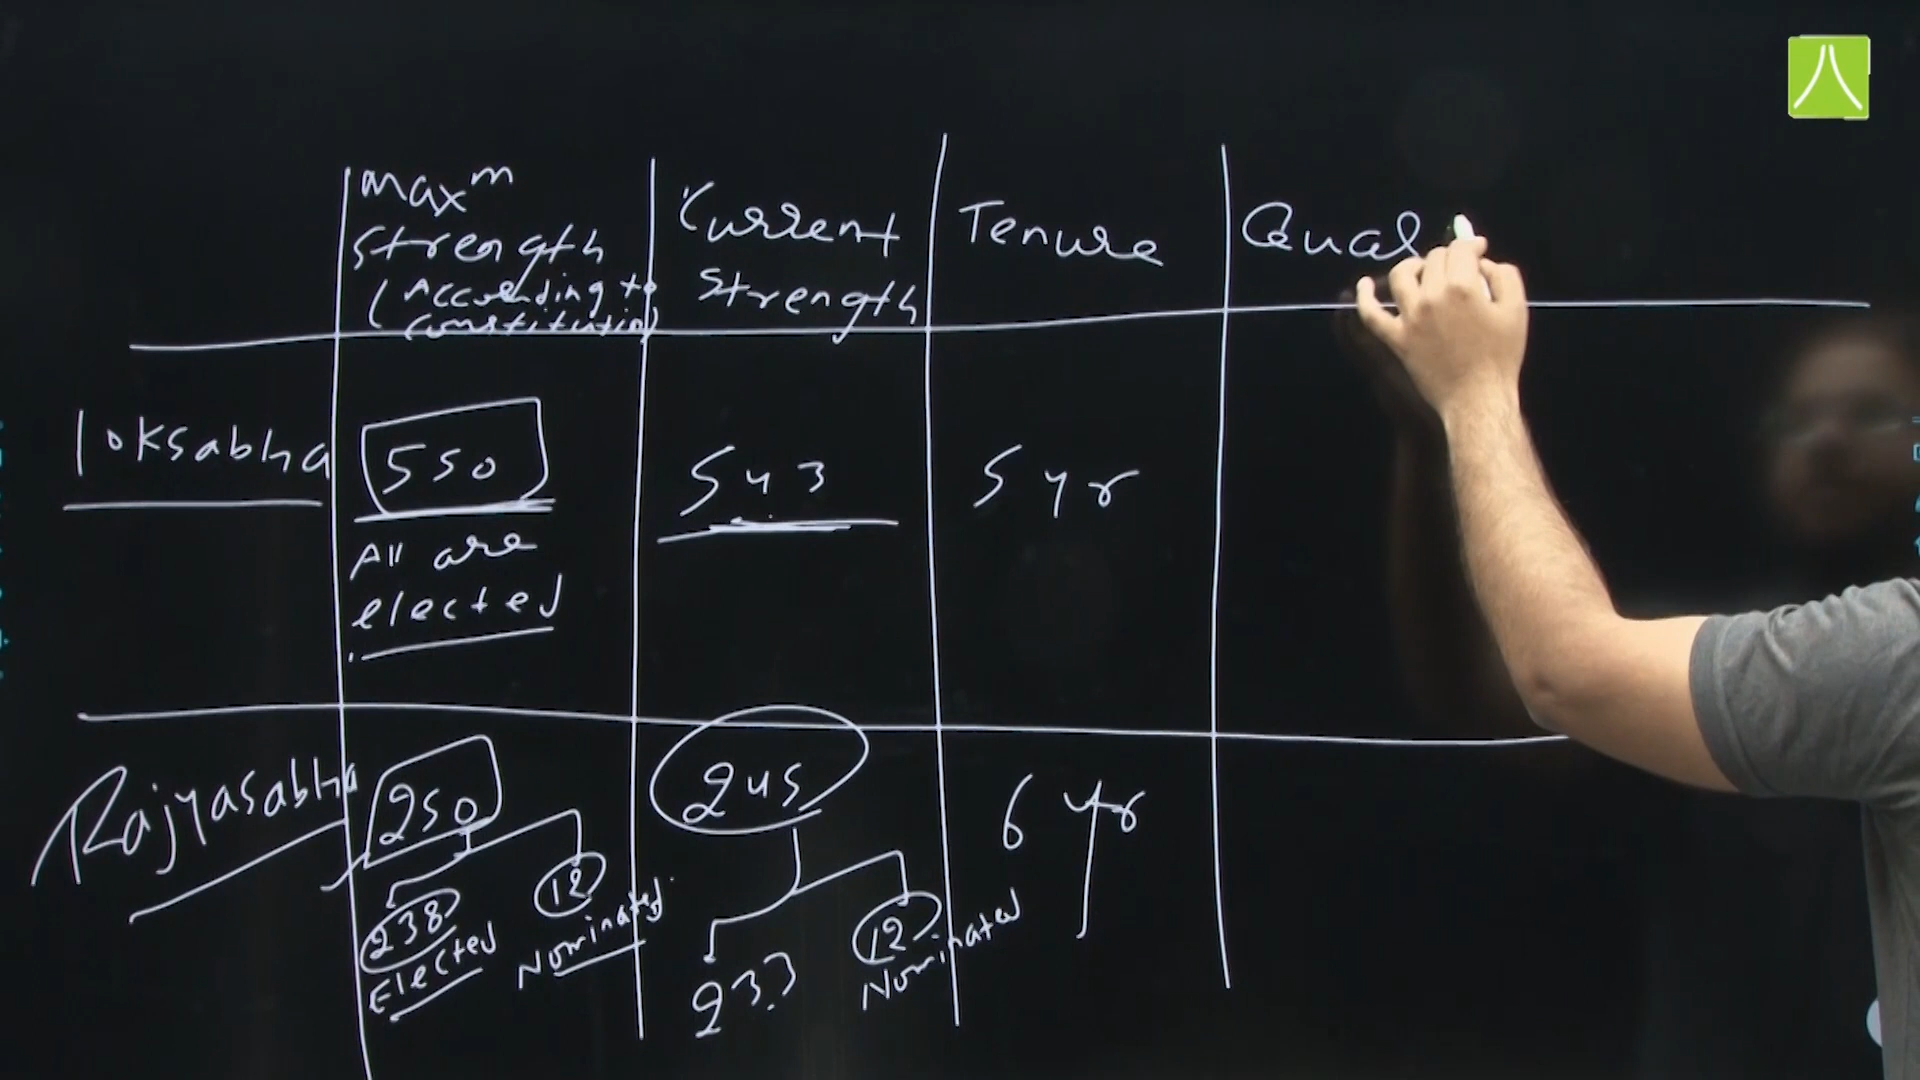 maxm
strength
(According to
constitution)
Current
strength
Tenure
Qual
loksabha
550
All are
elected
543
5 yr
Rajyasabha
250
238
Elected
12
Nominated
245
233
12
Nominated
6 yr